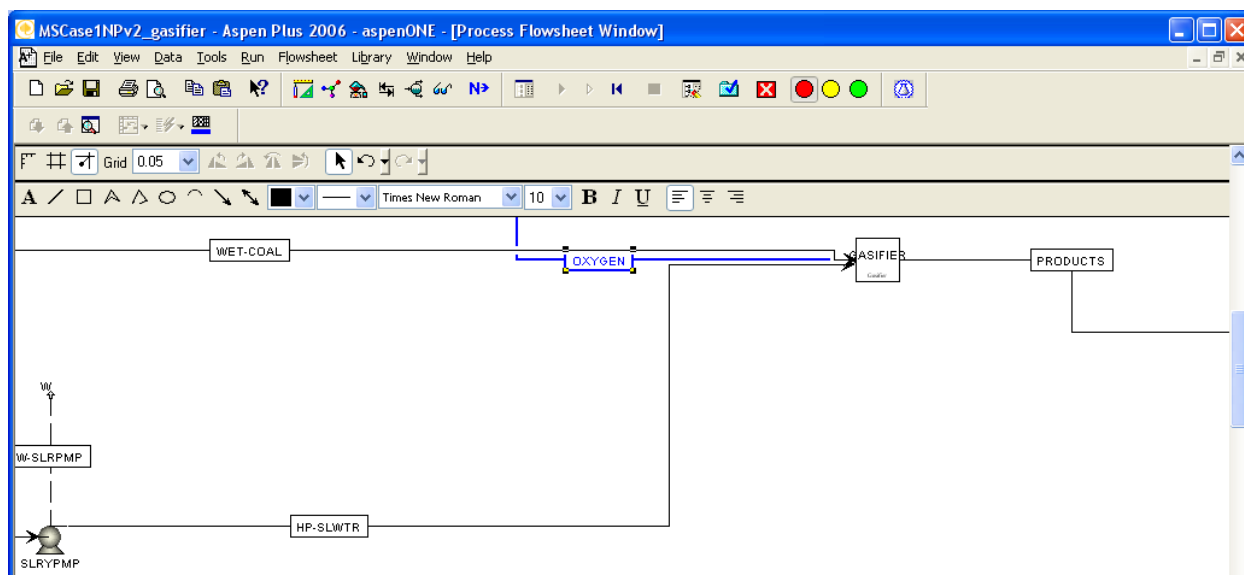 MSCase1NPv2_gasifier - Aspen Plus 2006 - aspenONE - [Process Flowsheet Window]
File Edit View Data Tools Run Flowsheet Library Window Help
N
Grid 0.05
A Times New Roman 10 B I U
WET-COAL
OXYGEN
GASIFIER
Gasifier
PRODUCTS
W
W-SLRPMP
HP-SLWTR
SLRYPMP